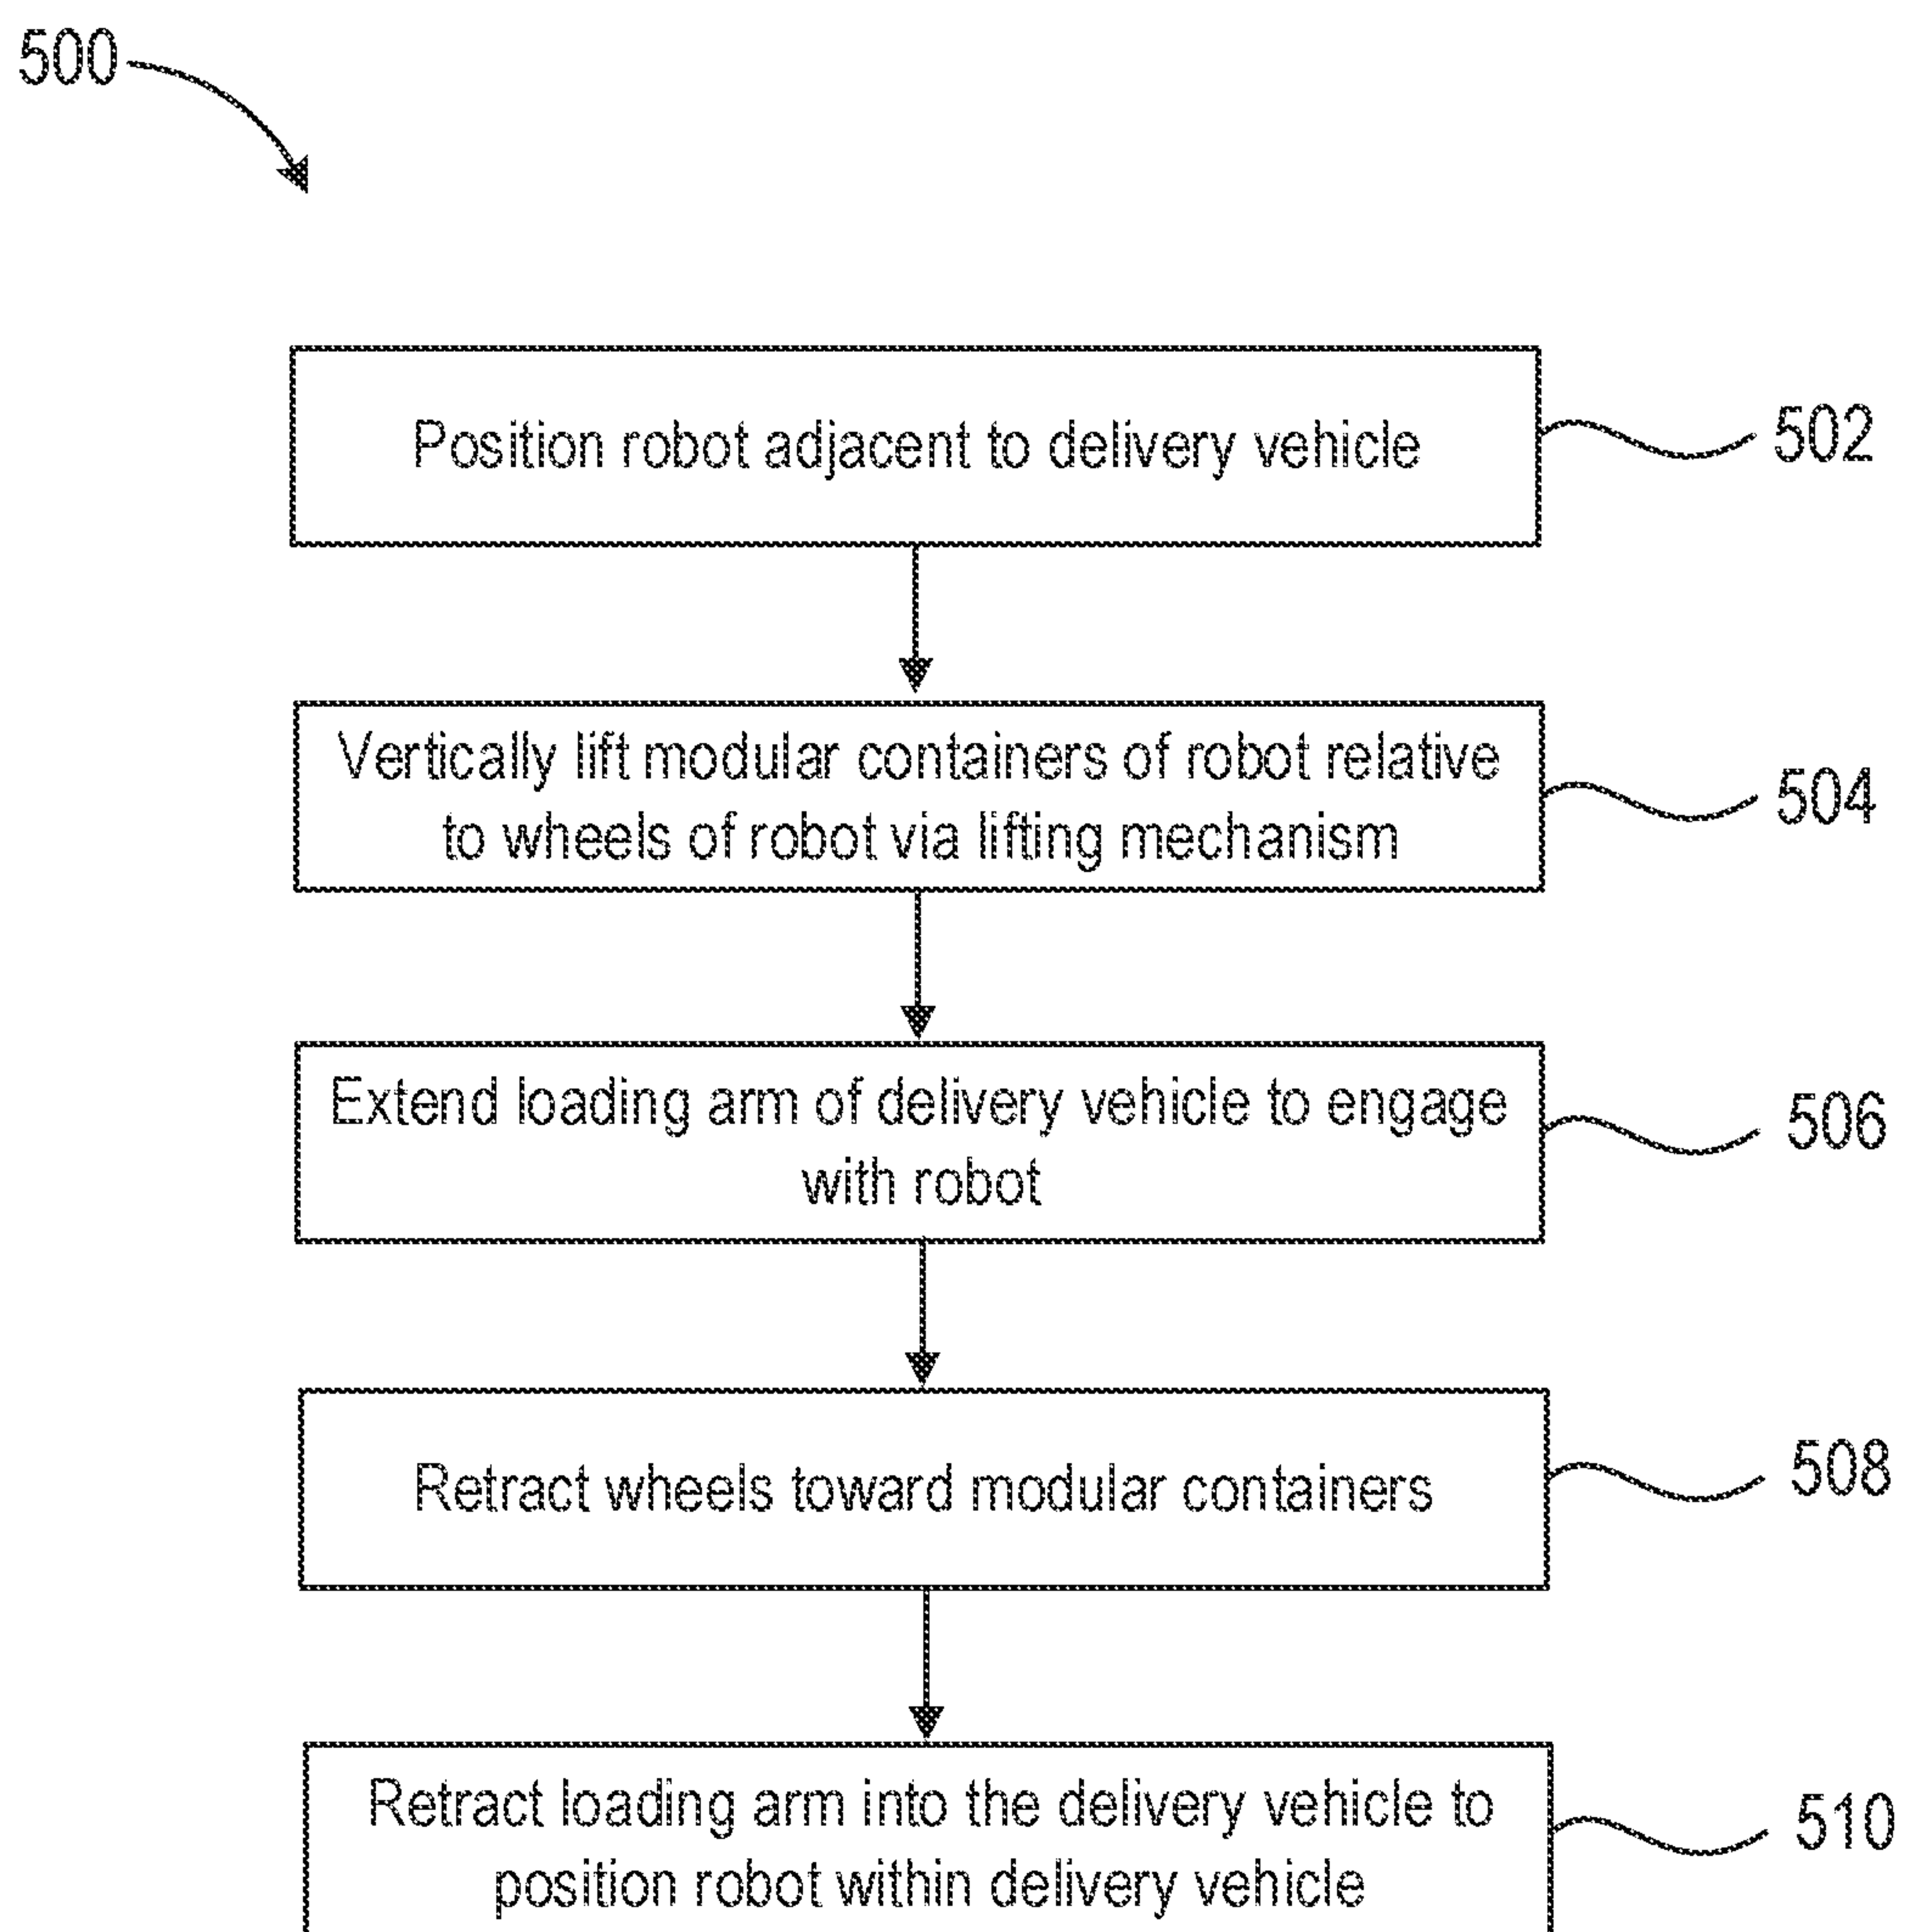 500
Position robot adjacent to delivery vehicle
502
Vertically lift modular containers of robot relative
to wheels of robot via lifting mechanism
504
Extend loading arm of delivery vehicle to engage
with robot
506
Retract wheels toward modular containers
508
Retract loading arm into the delivery vehicle to
position robot within delivery vehicle
510